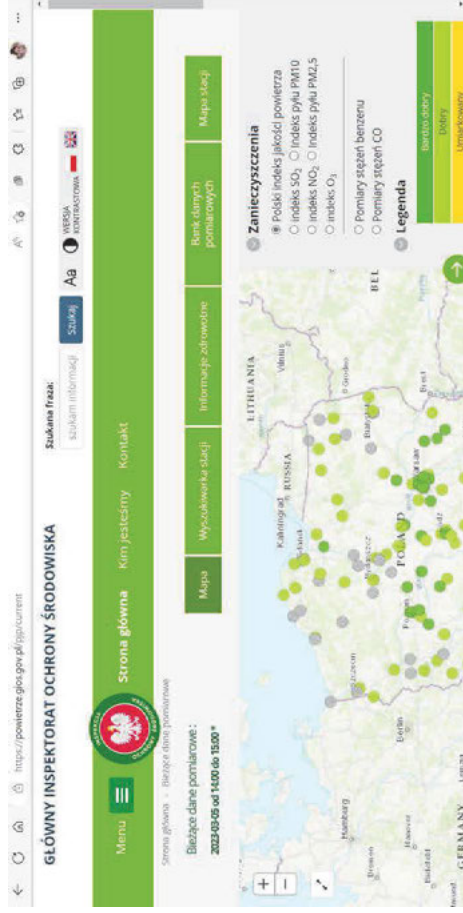 https://powietrze.gios.gov.pl/pjp/current
GŁÓWNY INSPEKTORAT OCHRONY ŚRODOWISKA
Szukana fraza:
szukam informacji
Szukaj
Aa
WERSJA
KONTRASTOWA
Menu
Strona główna
Kim jesteśmy
Kontakt
Strona główna
Bieżące dane pomiarowe
Bieżące dane pomiarowe:
2023-03-05 od 14:00 do 15:00 *
Mapa
Wyszukiwarka stacji
Informacje zdrowotne
Bank danych
pomiarowych
Mapa stacji
Zanieczyszczenia
Polski indeks jakości powietrza
indeks SO₂
Indeks pyłu PM10
indeks NO₂
Indeks pyłu PM2,5
indeks O₃
Pomiary stężeń benzenu
Pomiary stężeń CO
Legenda
Bardzo dobry
Dobry
Umiarkowany
LITHUANIA
Vilnius
Kaliningrad
RUSSIA
Grodno
BEL
Hamburg
Bremen
Hanover
Bielefeld
Berlin
GERMANY
POLAND
Warsaw
Brest
+
−